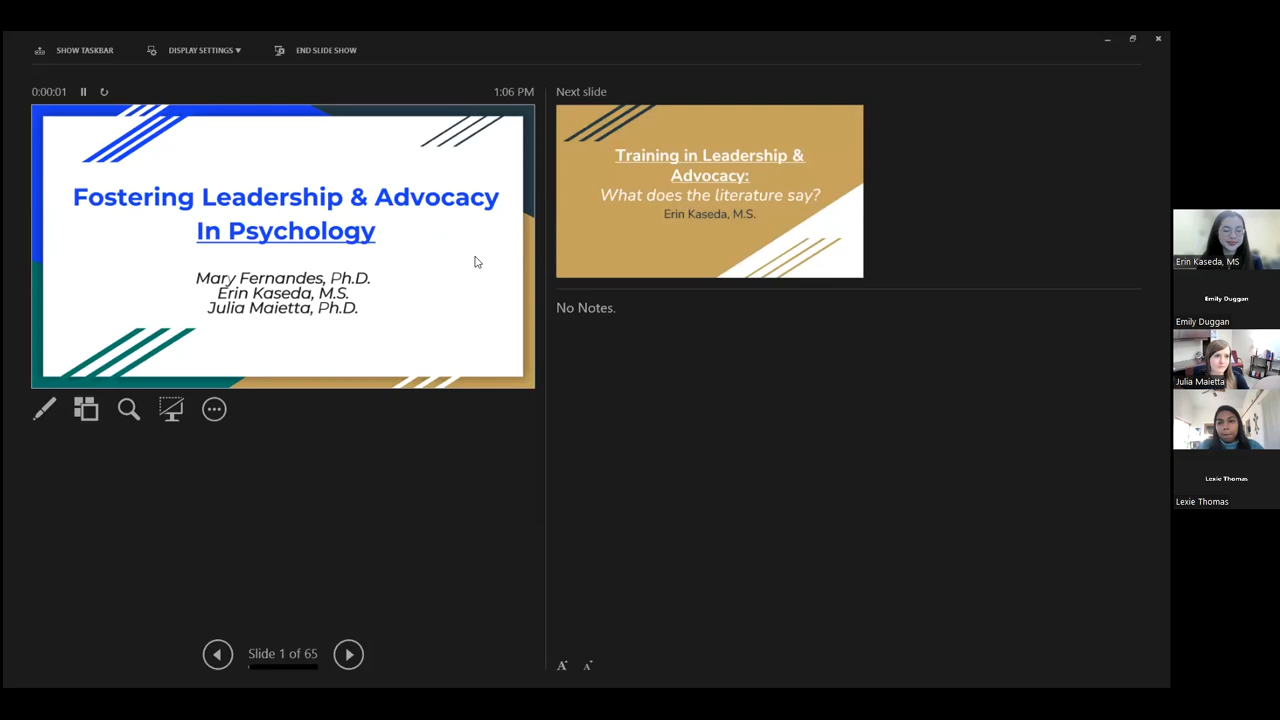 SHOW TASKBAR
DISPLAY SETTINGS ▾
END SLIDE SHOW
0:00:01
1:06 PM
Fostering Leadership & Advocacy
In Psychology
Mary Fernandes, Ph.D.
Erin Kaseda, M.S.
Julia Maietta, Ph.D.
Next slide
Training in Leadership &
Advocacy:
What does the literature say?
Erin Kaseda, M.S.
No Notes.
Slide 1 of 65
A
A
Erin Kaseda, MS
Emily Duggan
Emily Duggan
Julia Maietta
Lexie Thomas
Lexie Thomas